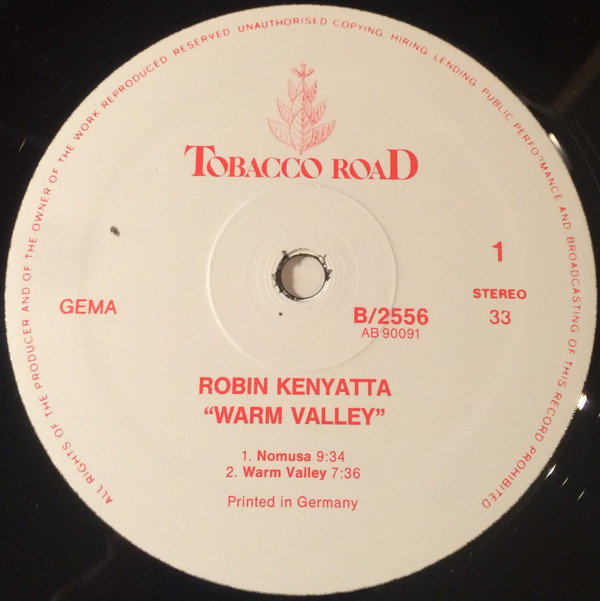 ALL RIGHTS OF THE PRODUCER AND OF THE OWNER OF THE WORK REPRODUCED RESERVED UNAUTHORISED COPYING, HIRING, LENDING, PUBLIC PERFORMANCE AND BROADCASTING OF THIS RECORD PROHIBITED
TOBACCO ROAD
1
GEMA
STEREO
33
B/2556
AB 90091
ROBIN KENYATTA
“WARM VALLEY”
1. Nomusa 9:34
2. Warm Valley 7:36
Printed in Germany